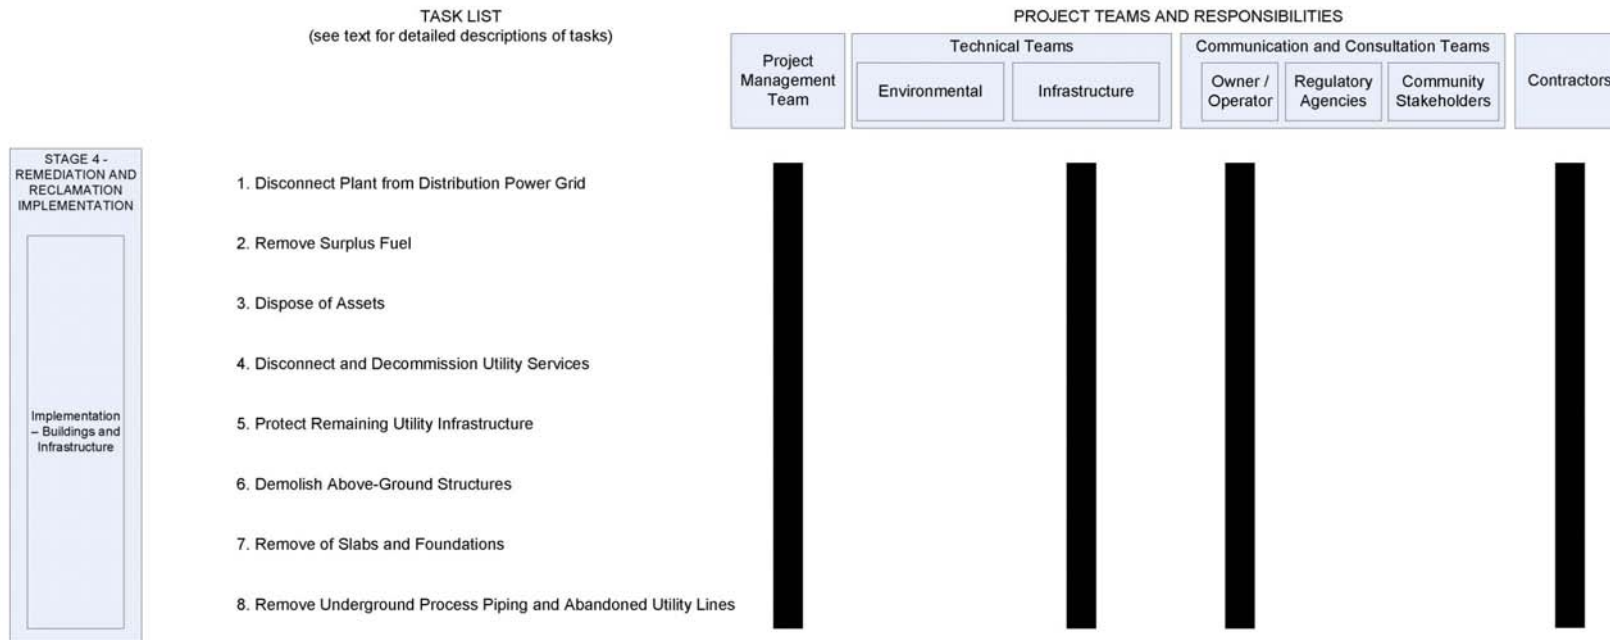 TASK LIST
(see text for detailed descriptions of tasks)
PROJECT TEAMS AND RESPONSIBILITIES
Project
Management
Team
Technical Teams
Environmental
Infrastructure
Communication and Consultation Teams
Owner /
Operator
Regulatory
Agencies
Community
Stakeholders
Contractors
STAGE 4 -
REMEDIATION AND
RECLAMATION
IMPLEMENTATION
Implementation
– Buildings and
Infrastructure
1. Disconnect Plant from Distribution Power Grid
2. Remove Surplus Fuel
3. Dispose of Assets
4. Disconnect and Decommission Utility Services
5. Protect Remaining Utility Infrastructure
6. Demolish Above-Ground Structures
7. Remove of Slabs and Foundations
8. Remove Underground Process Piping and Abandoned Utility Lines